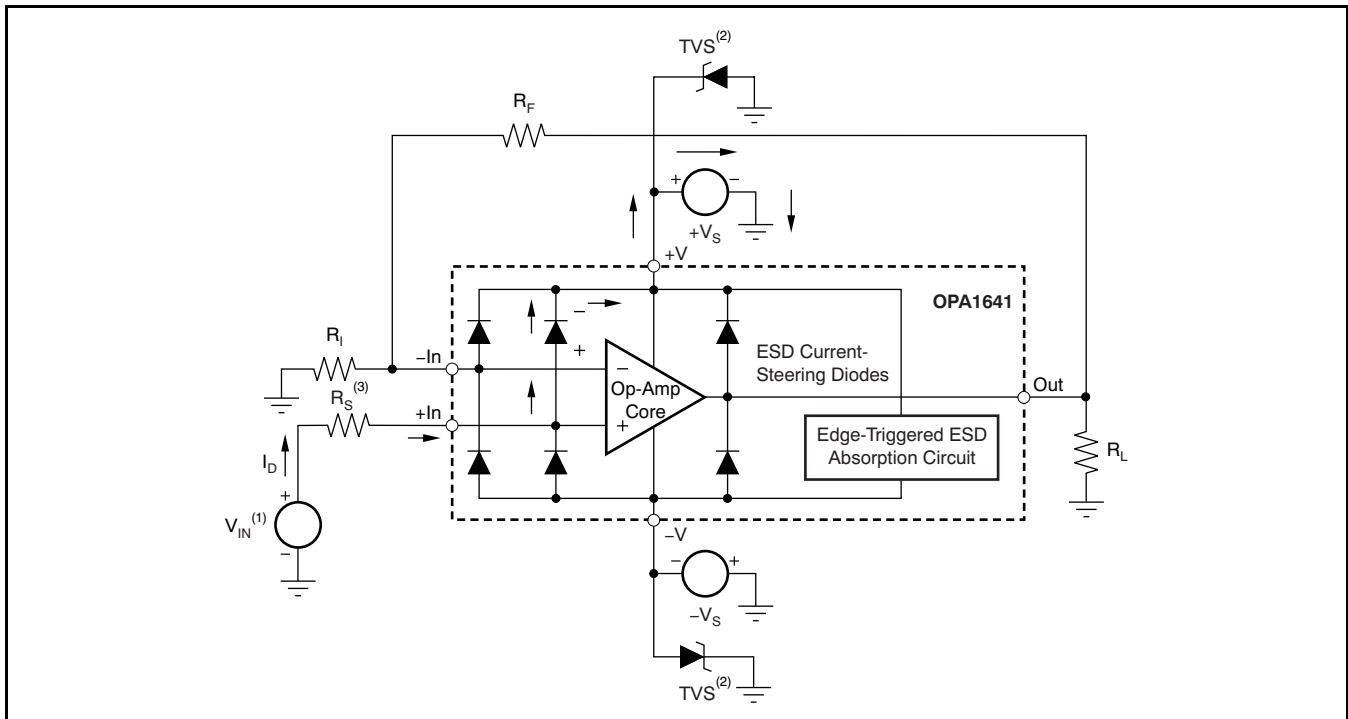 TVS(2)
RF
+ −
+VS
+V
OPA1641
−
RI
+
−In
−
ESD Current-
Steering Diodes
Op-Amp
Core
Out
RS(3)
+In
+
Edge-Triggered ESD
Absorption Circuit
RL
ID
+
VIN(1)
−
−V
− +
−VS
TVS(2)